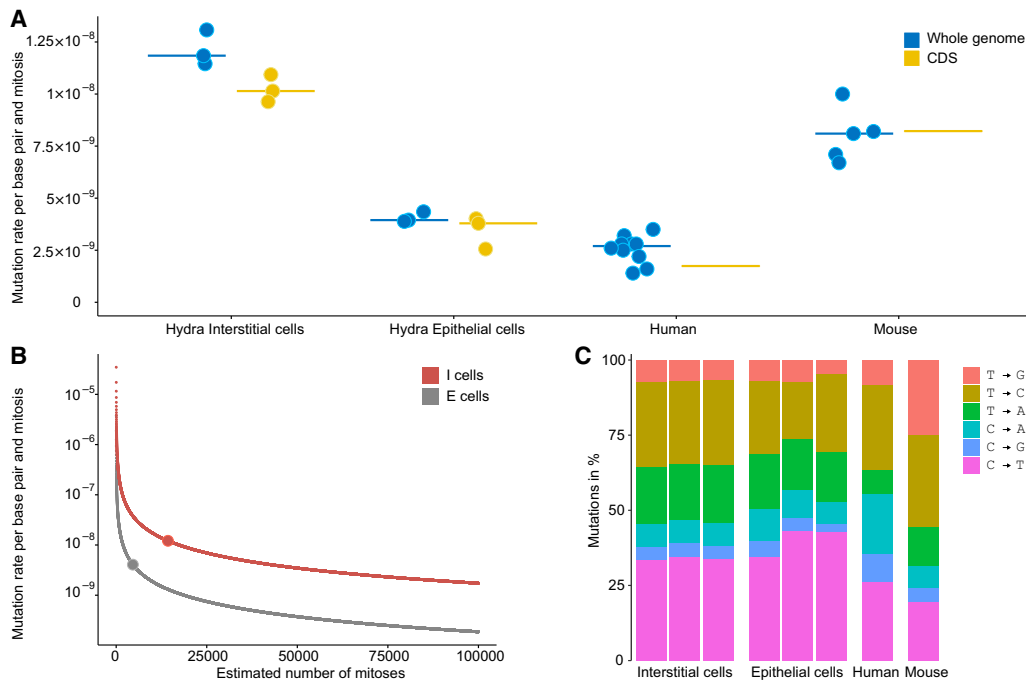 A
Mutation rate per base pair and mitosis
1.25×10⁻⁸
1×10⁻⁸
7.5×10⁻⁹
5×10⁻⁹
2.5×10⁻⁹
0
Whole genome
CDS
Hydra Interstitial cells
Hydra Epithelial cells
Human
Mouse
B
Mutation rate per base pair and mitosis
10⁻⁵
10⁻⁶
10⁻⁷
10⁻⁸
10⁻⁹
I cells
E cells
0
25000
50000
75000
100000
Estimated number of mitoses
C
Mutations in %
100
75
50
25
0
T → G
T → C
T → A
C → A
C → G
C → T
Interstitial cells
Epithelial cells
Human
Mouse